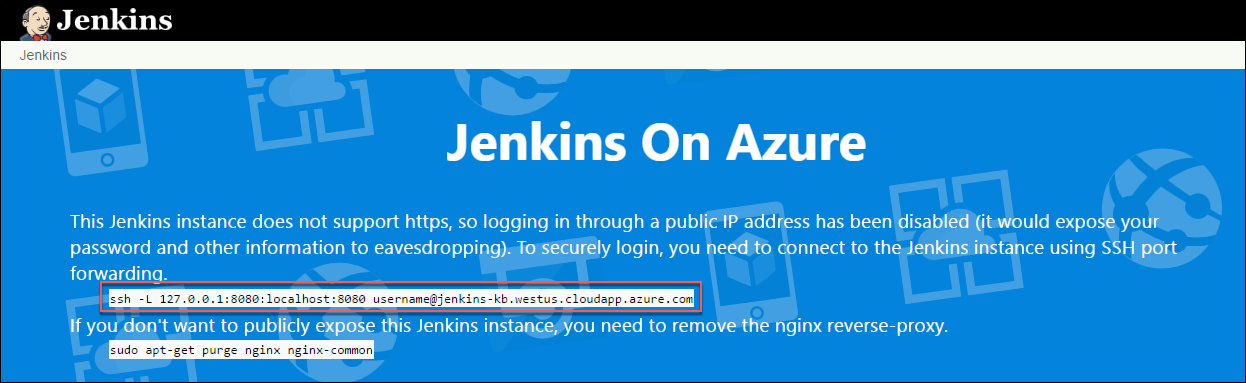 Jenkins
Jenkins
Jenkins On Azure
This Jenkins instance does not support https, so logging in through a public IP address has been disabled (it would expose your
password and other information to eavesdropping). To securely login, you need to connect to the Jenkins instance using SSH port
forwarding.
ssh -L 127.0.0.1:8080:localhost:8080 username@jenkins-kb.westus.cloudapp.azure.com
If you don't want to publicly expose this Jenkins instance, you need to remove the nginx reverse-proxy.
sudo apt-get purge nginx nginx-common